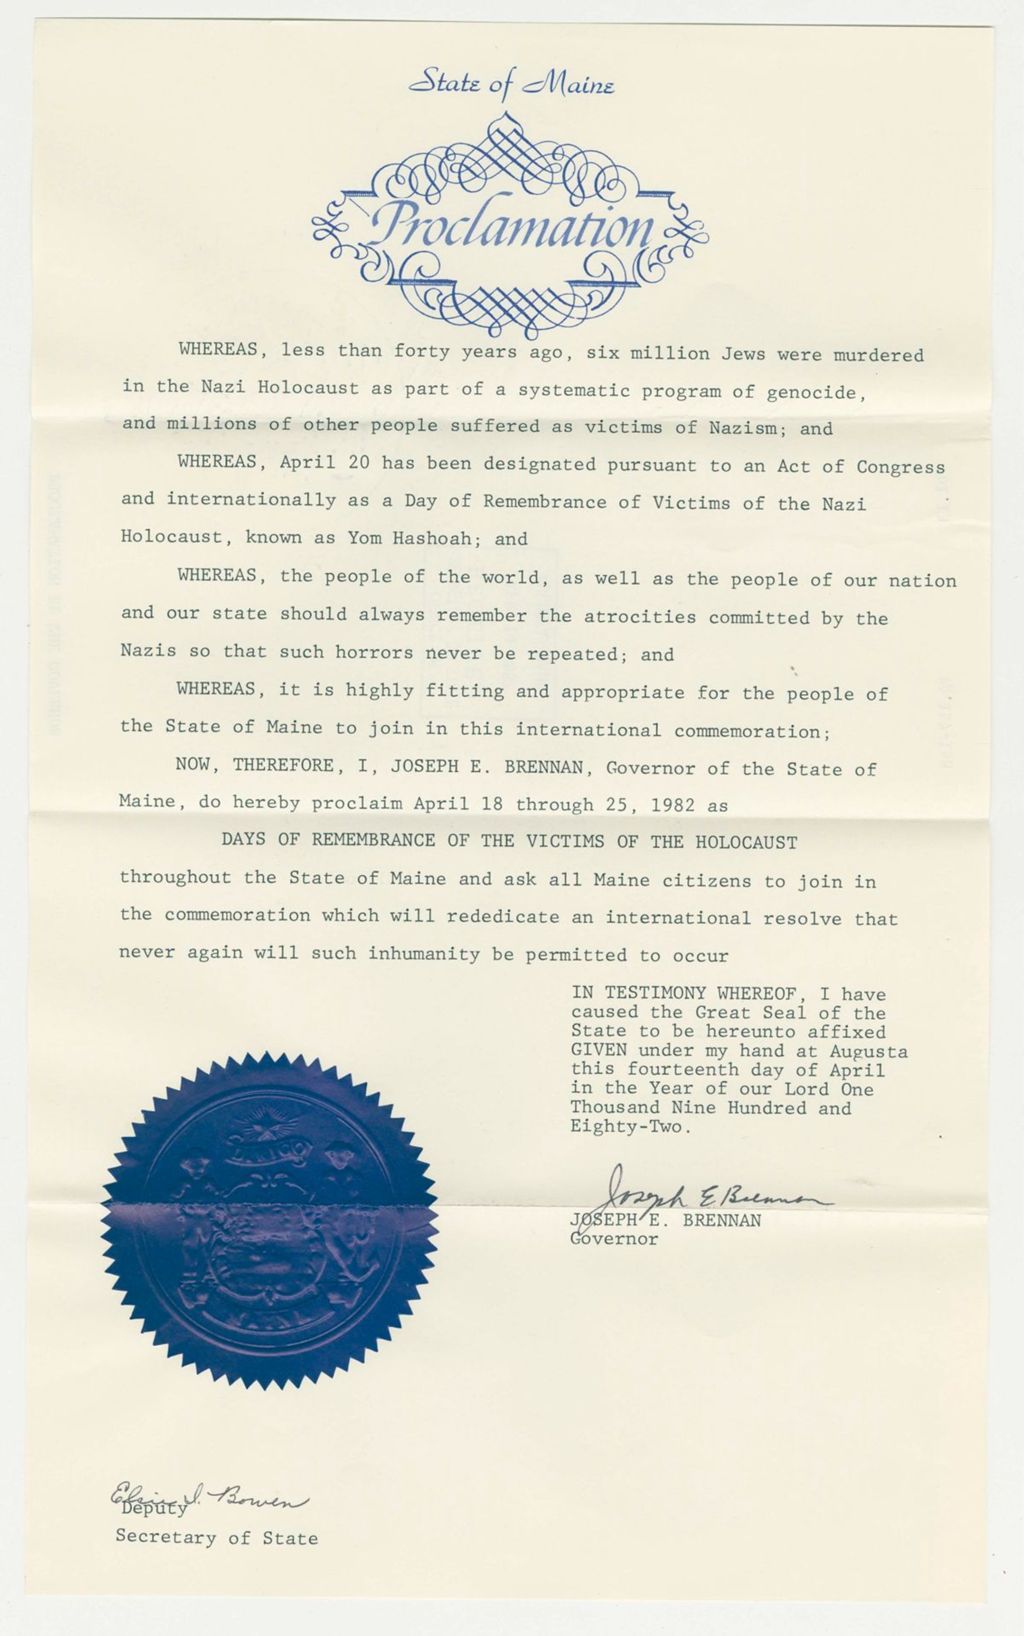 State of Maine
Proclamation
WHEREAS, less than forty years ago, six million Jews were murdered
in the Nazi Holocaust as part of a systematic program of genocide,
and millions of other people suffered as victims of Nazism; and
WHEREAS, April 20 has been designated pursuant to an Act of Congress
and internationally as a Day of Remembrance of Victims of the Nazi
Holocaust, known as Yom Hashoah; and
WHEREAS, the people of the world, as well as the people of our nation
and our state should always remember the atrocities committed by the
Nazis so that such horrors never be repeated; and
WHEREAS, it is highly fitting and appropriate for the people of
the State of Maine to join in this international commemoration;
NOW, THEREFORE, I, JOSEPH E. BRENNAN, Governor of the State of
Maine, do hereby proclaim April 18 through 25, 1982 as
DAYS OF REMEMBRANCE OF THE VICTIMS OF THE HOLOCAUST
throughout the State of Maine and ask all Maine citizens to join in
the commemoration which will rededicate an international resolve that
never again will such inhumanity be permitted to occur
IN TESTIMONY WHEREOF, I have
caused the Great Seal of the
State to be hereunto affixed
GIVEN under my hand at Augusta
this fourteenth day of April
in the Year of our Lord One
Thousand Nine Hundred and
Eighty-Two.
Joseph E Brennan
JOSEPH E. BRENNAN
Governor
DIRIGO
Elsie I. Bowen
Deputy
Secretary of State